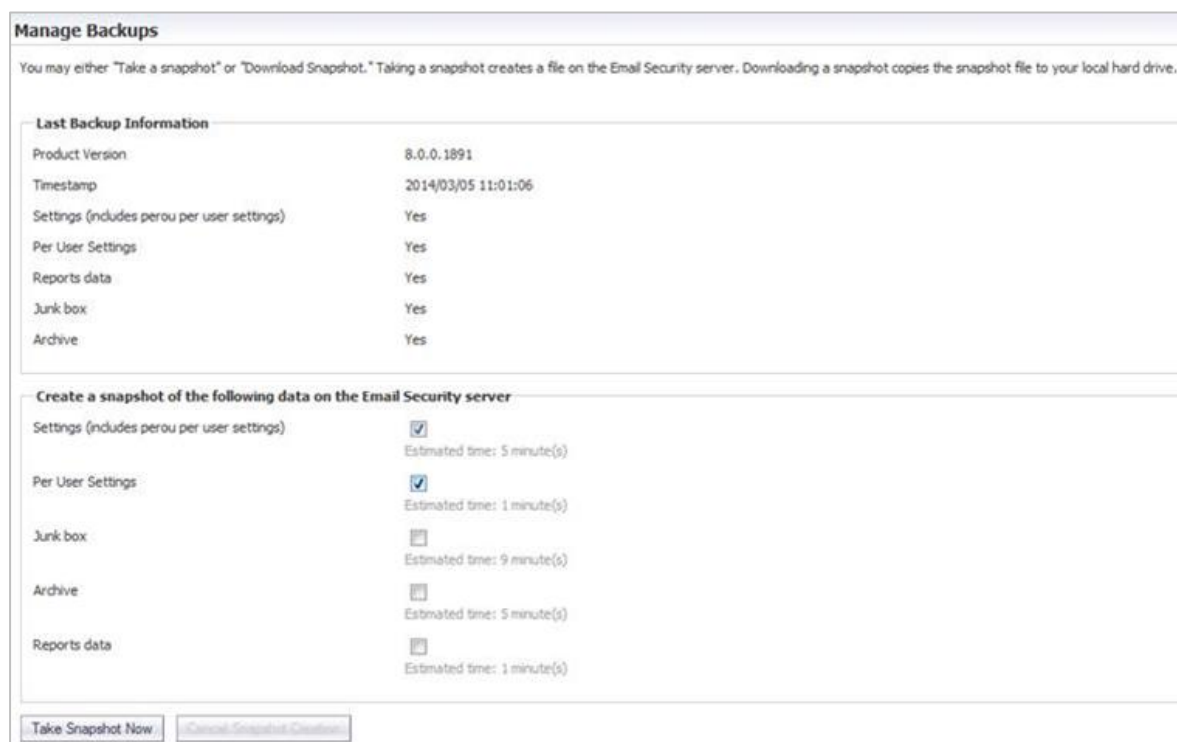 Manage Backups
You may either "Take a snapshot" or "Download Snapshot." Taking a snapshot creates a file on the Email Security server. Downloading a snapshot copies the snapshot file to your local hard drive.
Last Backup Information
Product Version 8.0.0.1891
Timestamp 2014/03/05 11:01:06
Settings (includes perou per user settings) Yes
Per User Settings Yes
Reports data Yes
Junk box Yes
Archive Yes
Create a snapshot of the following data on the Email Security server
Settings (includes perou per user settings)
Estimated time: 5 minute(s)
Per User Settings
Estimated time: 1 minute(s)
Junk box
Estimated time: 9 minute(s)
Archive
Estimated time: 5 minute(s)
Reports data
Estimated time: 1 minute(s)
Take Snapshot Now Cancel Snapshot Creation